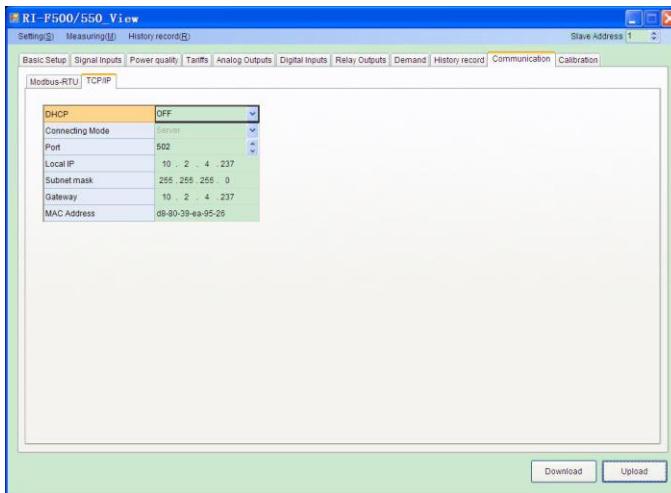 RI-F500/550_View
Setting(S) Measuring(M) History record(R) Slave Address 1
Basic Setup Signal Inputs Power quality Tariffs Analog Outputs Digital Inputs Relay Outputs Demand History record Communication Calibration
Modbus-RTU TCP/IP
DHCP OFF
Connecting Mode Server
Port 502
Local IP 10 . 2 . 4 .237
Subnet mask 255 .255 .255 . 0
Gateway 10 . 2 . 4 .237
MAC Address d8-80-39-ea-95-26
Download Upload